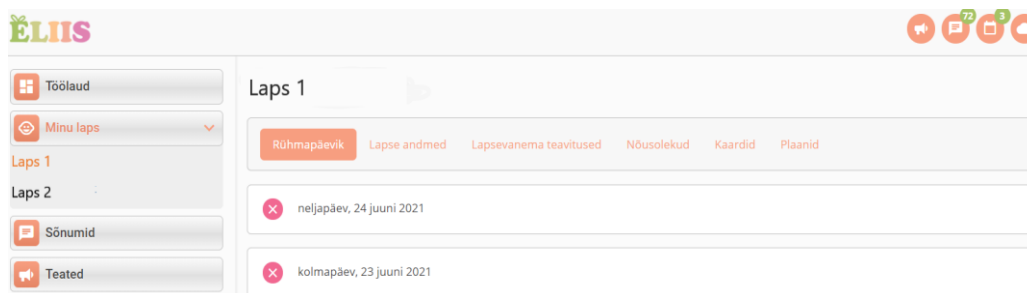 ELIIS
72
3
Töölaud
Minu laps
Laps 1
Laps 2
Sõnumid
Teated
Laps 1
Rühmapäevik Lapse andmed Lapsevanema teavitused Nõusolekud Kaardid Plaanid
neljapäev, 24 juuni 2021
kolmapäev, 23 juuni 2021